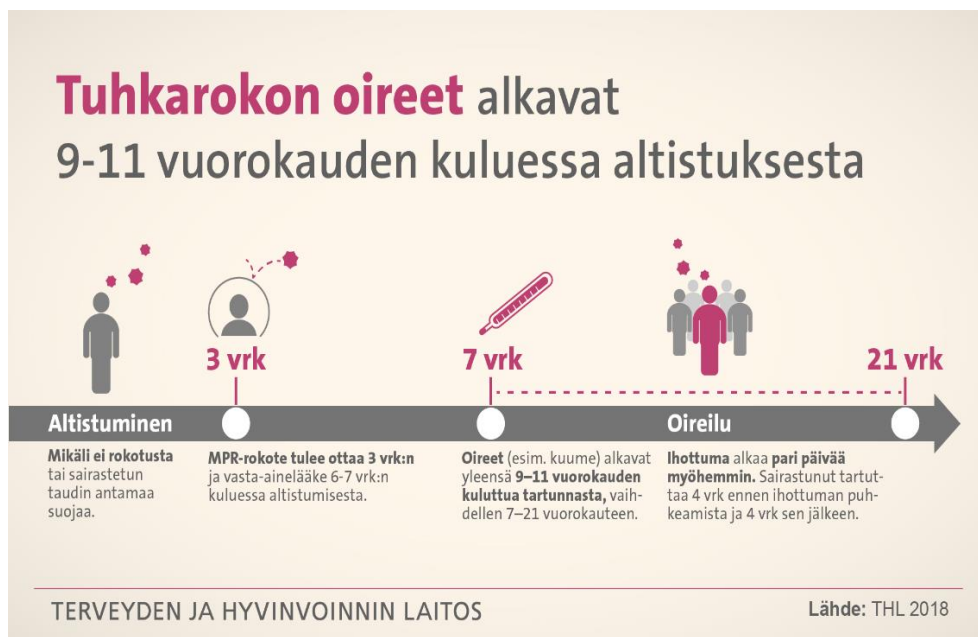 Tuhkarokon oireet alkavat
9-11 vuorokauden kuluessa altistuksesta
3 vrk
7 vrk
21 vrk
Altistuminen
Oireilu
Mikäli ei rokotusta
tai sairastetun
taudin antamaa
suojaa.
MPR-rokote tulee ottaa 3 vrk:n
ja vasta-ainelääke 6-7 vrk:n
kuluessa altistumisesta.
Oireet (esim. kuume) alkavat
yleensä 9–11 vuorokauden
kuluttua tartunnasta, vaih-
dellen 7–21 vuorokauteen.
Ihottuma alkaa pari päivää
myöhemmin. Sairastunut tartut-
taa 4 vrk ennen ihottuman puh-
keamista ja 4 vrk sen jälkeen.
TERVEYDEN JA HYVINVOINNIN LAITOS
Lähde: THL 2018